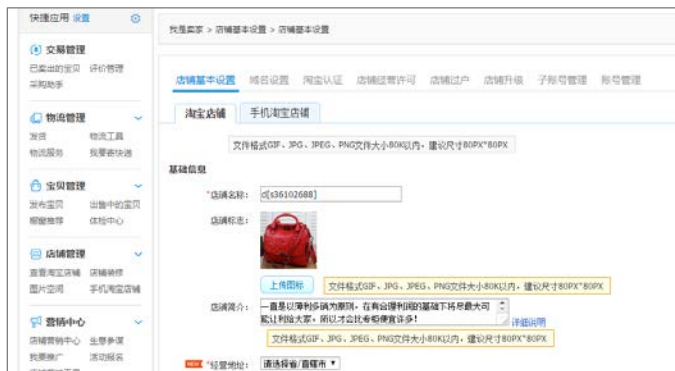 快捷应用 设置
交易管理
已卖出的宝贝 评价管理
采购助手
物流管理
发货 物流工具
物流服务 我要寄快递
宝贝管理
发布宝贝 出售中的宝贝
橱窗推荐 体检中心
店铺管理
查看淘宝店铺 店铺装修
图片空间 手机淘宝店铺
营销中心
店铺营销中心 生意参谋
我要推广 活动报名
我是卖家 > 店铺基本设置 > 店铺基本设置
店铺基本设置 域名设置 淘宝认证 店铺经营许可 店铺过户 店铺升级 子账号管理 账号管理
淘宝店铺 手机淘宝店铺
文件格式GIF、JPG、JPEG、PNG文件大小80K以内，建议尺寸80PX*80PX
基础信息
*店铺名称： d[s36102688]
店铺标志：
上传图标 文件格式GIF、JPG、JPEG、PNG文件大小80K以内，建议尺寸80PX*80PX
店铺简介： 一直是以薄利多销为原则，在有合理利润的基础下将尽最大可
能让利给大家，所以才会比专柜便宜许多！ 详细说明
文件格式GIF、JPG、JPEG、PNG文件大小80K以内，建议尺寸80PX*80PX
NEW *经营地址： 请选择省/直辖市